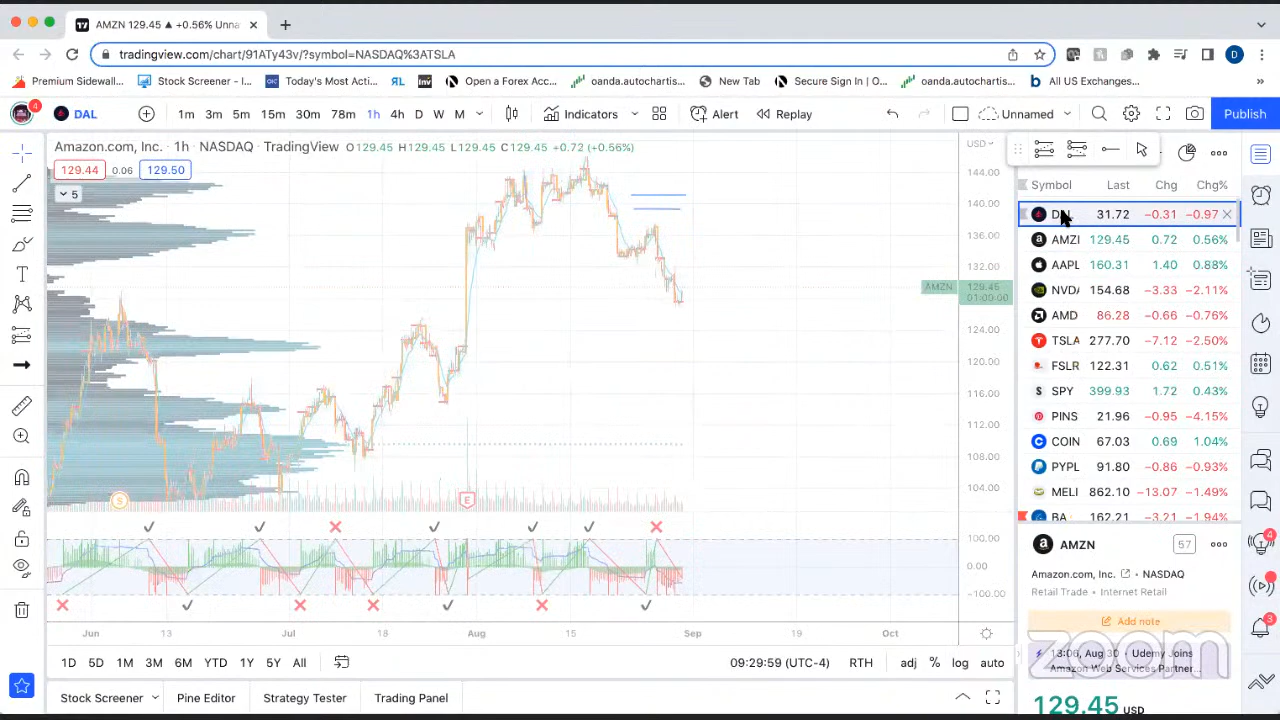 AMZN 129.45 ▲ +0.56% Unna
tradingview.com/chart/91ATy43v/?symbol=NASDAQ%3ATSLA
D
Premium Sidewall... Stock Screener - I... OIC Today's Most Acti... RL Inv Open a Forex Acc... oanda.autochartis... New Tab Secure Sign In | O... oanda.autochartis... b All US Exchanges...
4 DAL 1m 3m 5m 15m 30m 78m 1h 4h D W M Indicators Alert Replay Unnamed Publish
Amazon.com, Inc. · 1h · NASDAQ · TradingView O129.45 H129.45 L129.45 C129.45 +0.72 (+0.56%)
129.44 0.06 129.50
5
USD
144.00
140.00
136.00
132.00
AMZN 129.45
01:00:00
124.00
120.00
116.00
112.00
108.00
104.00
S E
100.00
0.00
−100.00
Jun 13 Jul 18 Aug 15 Sep 19 Oct
1D 5D 1M 3M 6M YTD 1Y 5Y All 09:29:59 (UTC-4) RTH adj % log auto
Stock Screener Pine Editor Strategy Tester Trading Panel
Symbol Last Chg Chg%
31.72 −0.31 −0.97
AMZI 129.45 0.72 0.56%
AAPL 160.31 1.40 0.88%
NVDA 154.68 −3.33 −2.11%
AMD 86.28 −0.66 −0.76%
TSLA 277.70 −7.12 −2.50%
FSLR 122.31 0.62 0.51%
SPY 399.93 1.72 0.43%
PINS 21.96 −0.95 −4.15%
COIN 67.03 0.69 1.04%
PYPL 91.80 −0.86 −0.93%
MELI 862.10 −13.07 −1.49%
BA 162.21 −3.21 −1.94%
AMZN 57
Amazon.com, Inc. · NASDAQ
Retail Trade · Internet Retail
Add note
13:06, Aug 30 · Udemy Joins
Amazon Web Services Partner...
zoom
129.45 USD
4
3